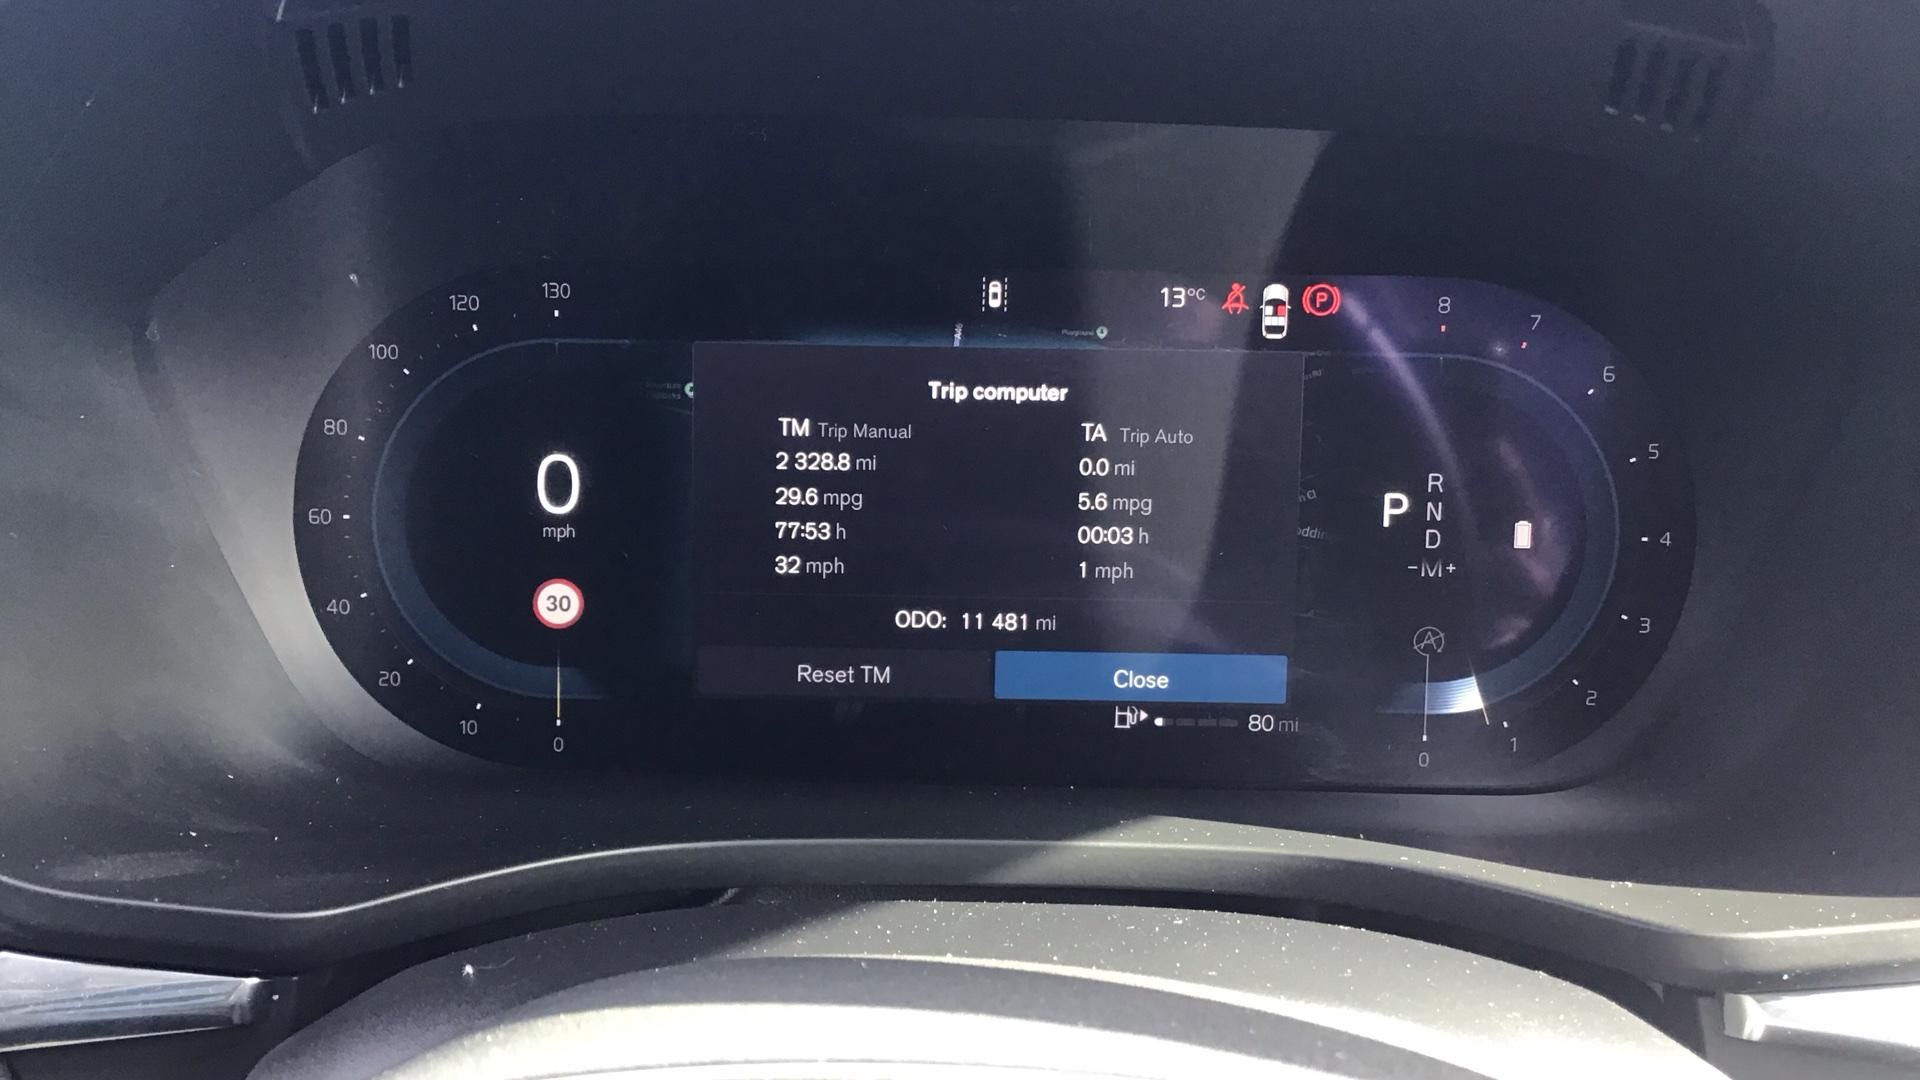 120
130
13°C
P
8
7
100
A46
Playground
6
Trip computer
80
TM Trip Manual
TA Trip Auto
2 328.8 mi
0.0 mi
5
0
mph
29.6 mpg
5.6 mpg
P
R
N
D
-M+
60
77:53 h
00:03 h
4
32 mph
1 mph
40
30
ODO: 11 481 mi
A
3
20
Reset TM
Close
2
10
80 mi
0
0
1